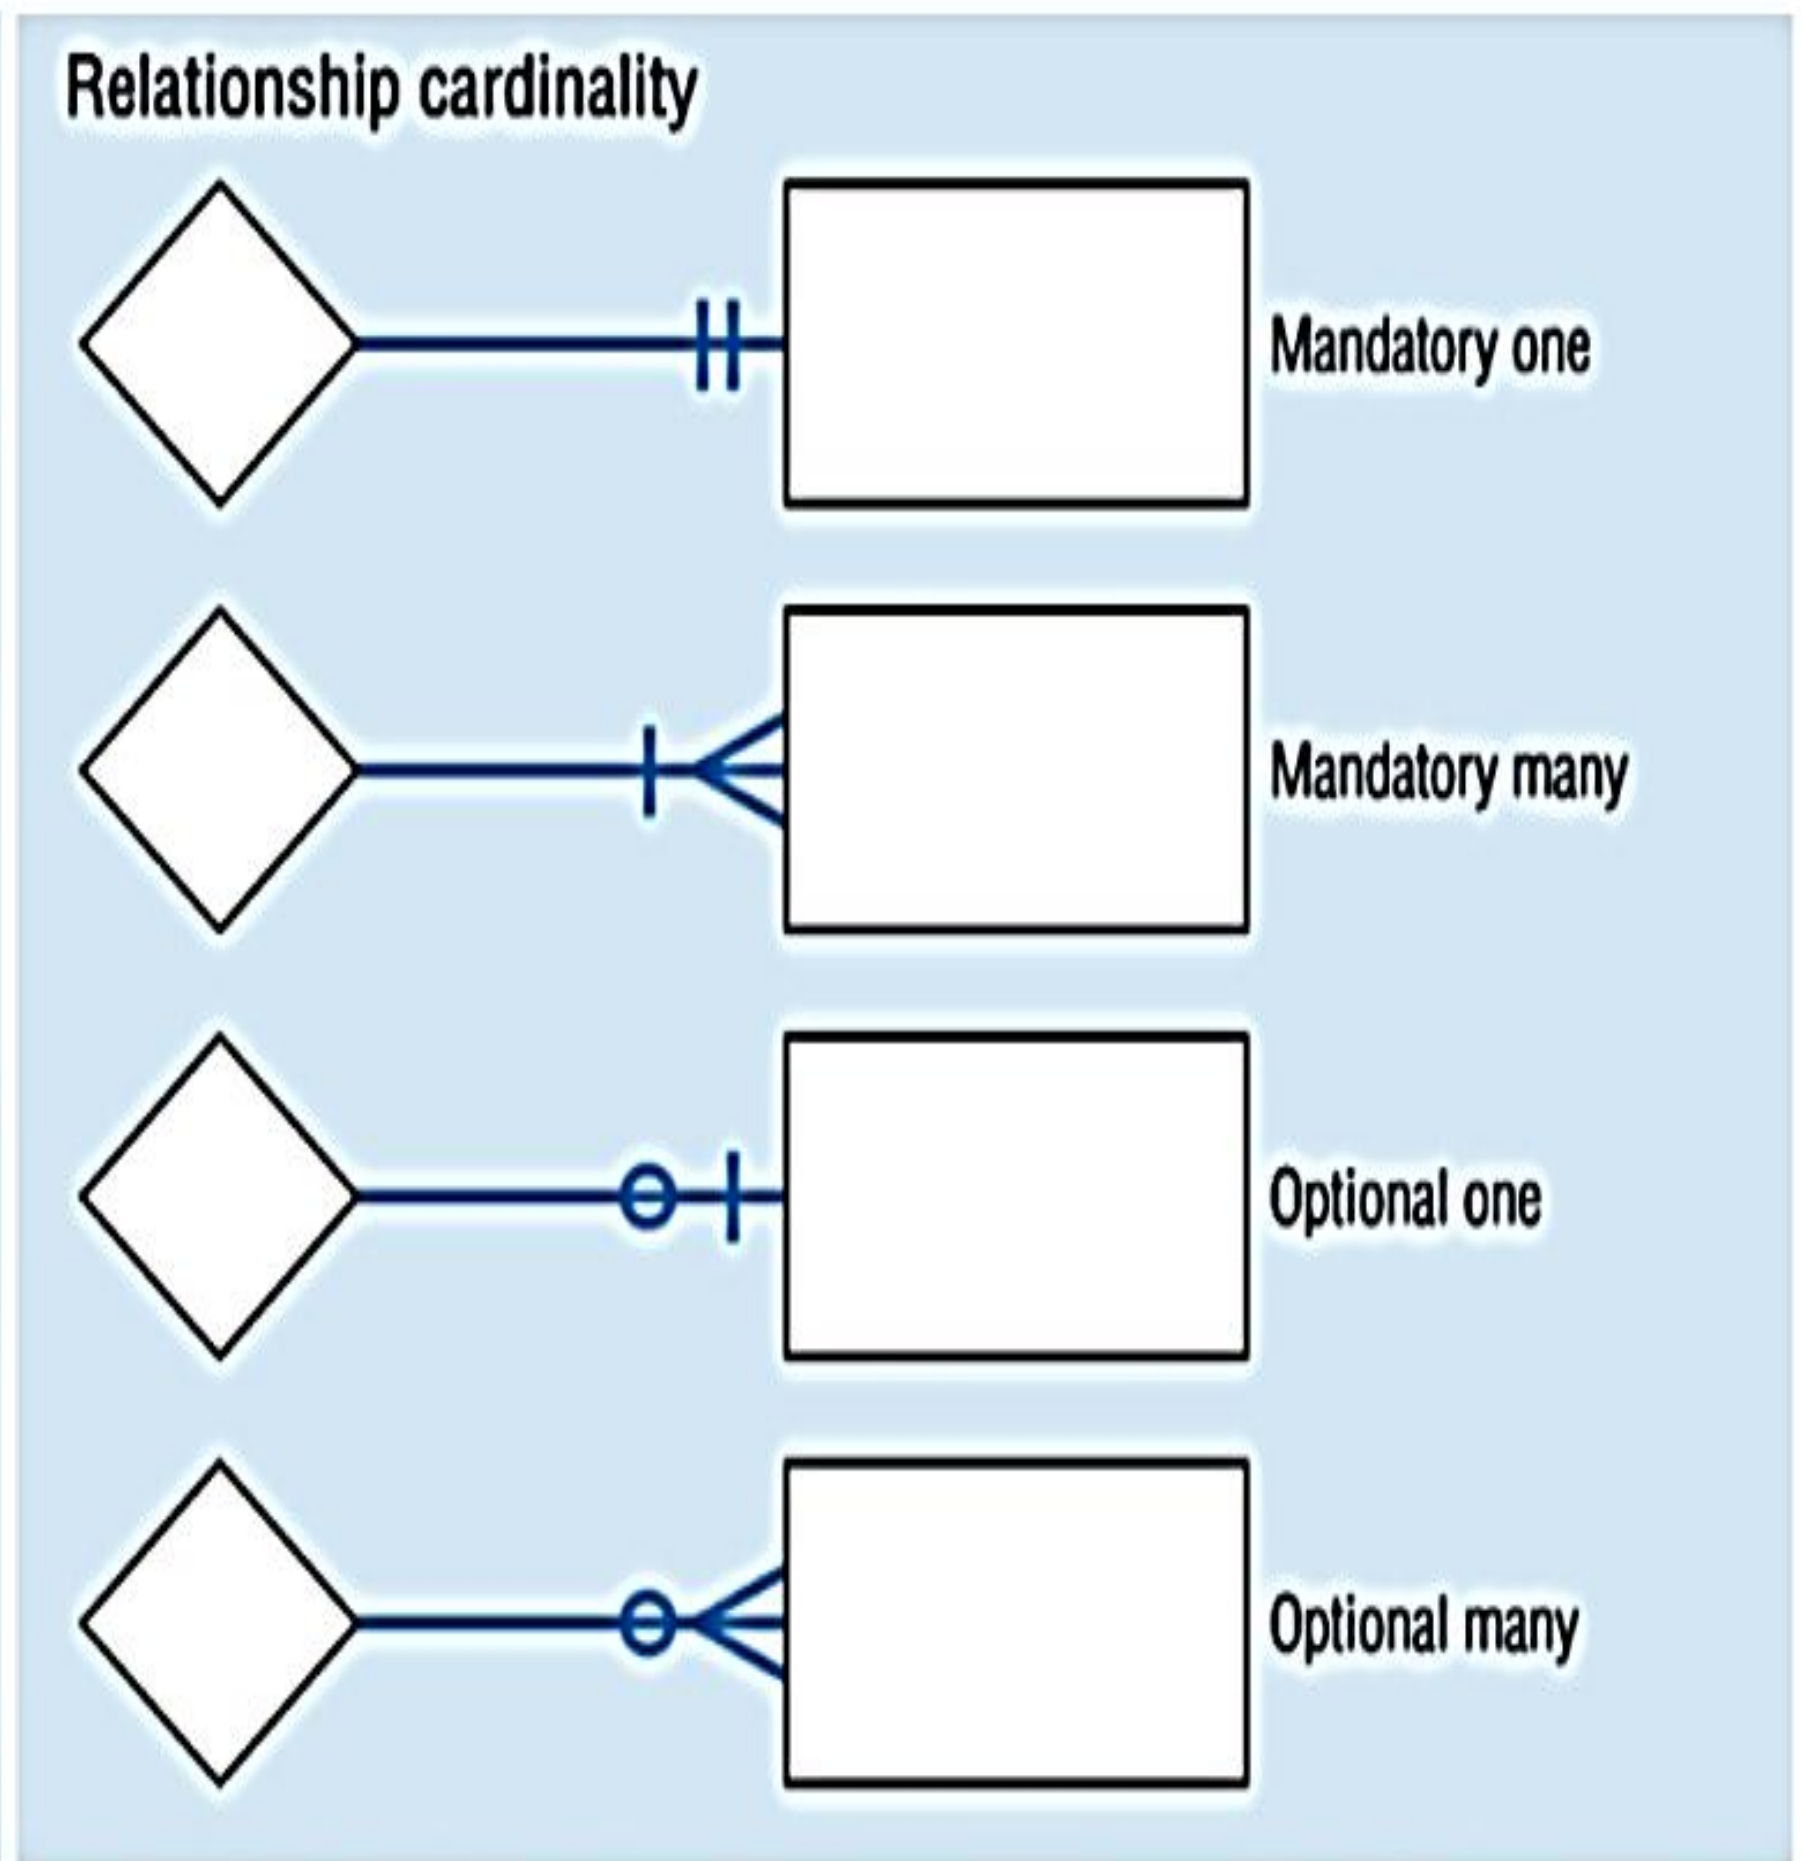 Relationship cardinality
Mandatory one
Mandatory many
Optional one
Optional many